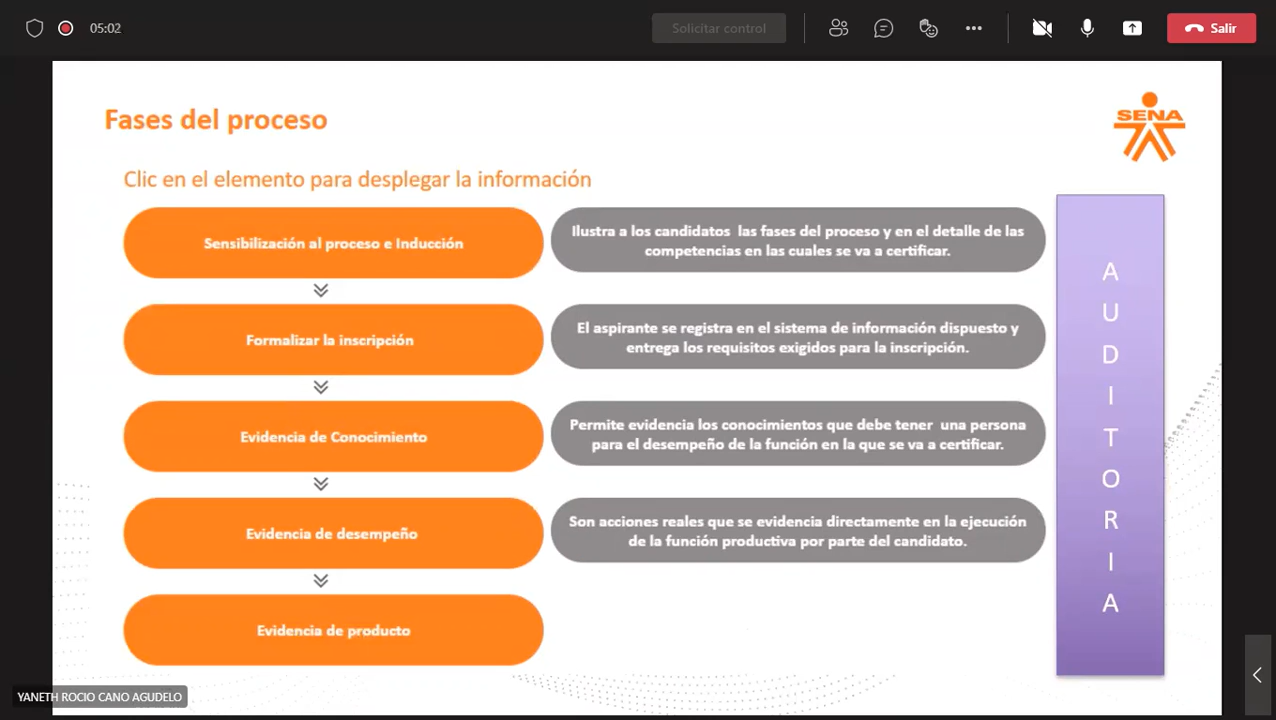 05:02
Solicitar control
Salir
Fases del proceso
SENA
Clic en el elemento para desplegar la información
Sensibilización al proceso e Inducción
Ilustra a los candidatos las fases del proceso y en el detalle de las
competencias en las cuales se va a certificar.
Formalizar la inscripción
El aspirante se registra en el sistema de información dispuesto y
entrega los requisitos exigidos para la inscripción.
Evidencia de Conocimiento
Permite evidencia los conocimientos que debe tener una persona
para el desempeño de la función en la que se va a certificar.
Evidencia de desempeño
Son acciones reales que se evidencia directamente en la ejecución
de la función productiva por parte del candidato.
Evidencia de producto
A
U
D
I
T
O
R
I
A
YANETH ROCIO CANO AGUDELO